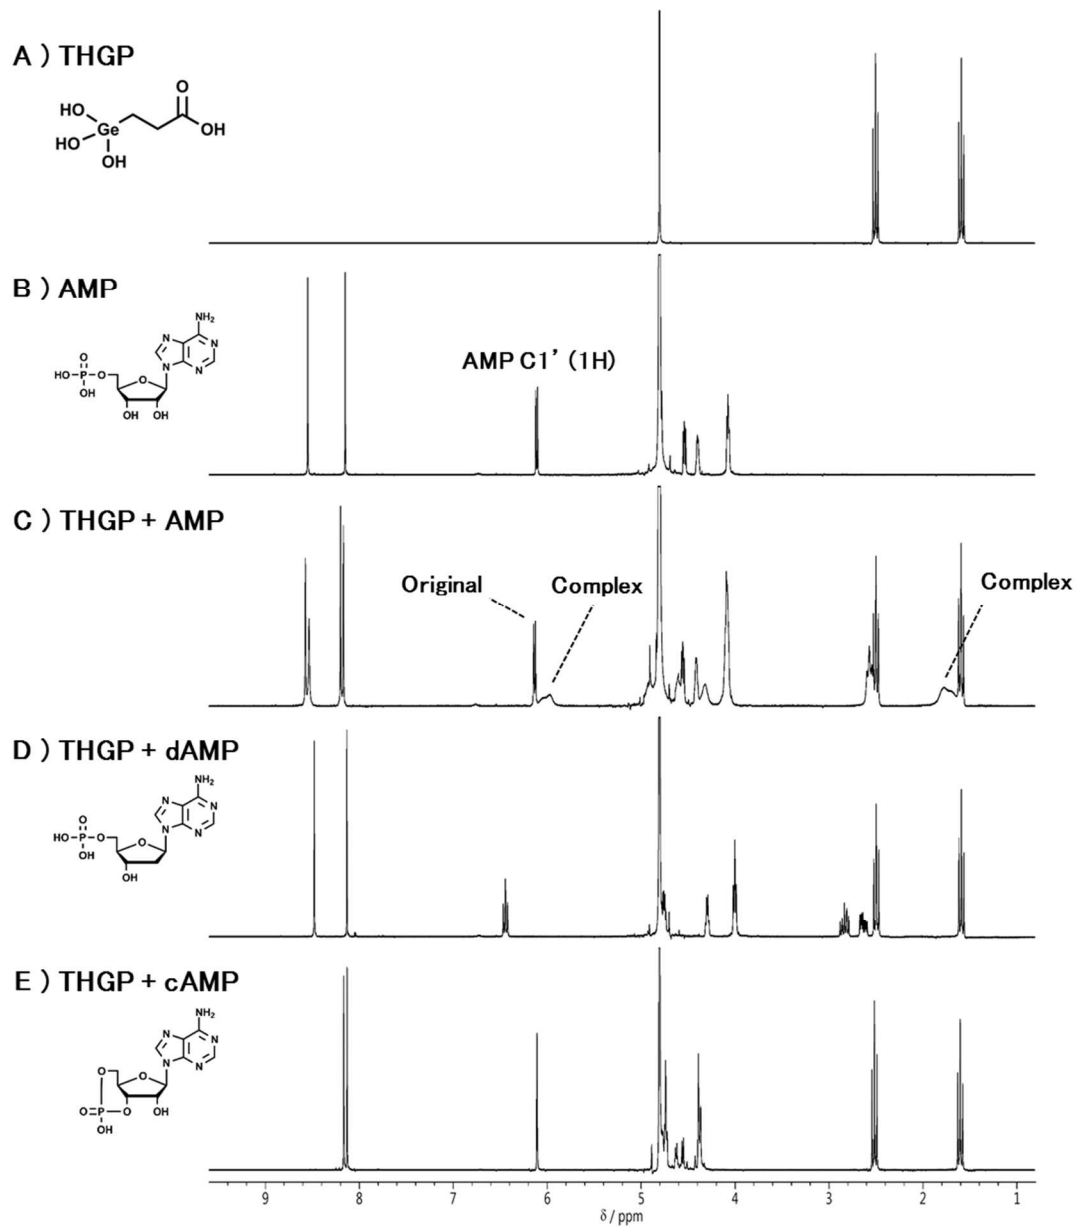 A ) THGP
O
HO
Ge
OH
HO
OH
B ) AMP
NH₂
N
N
O
HO-P-O
O
N
N
OH
OH OH
AMP C1’ (1H)
C ) THGP + AMP
Original
Complex
Complex
D ) THGP + dAMP
NH₂
N
N
O
HO-P-O
O
N
N
OH
OH
E ) THGP + cAMP
NH₂
N
N
O
O
N
N
O=P-O
OH
OH
9 8 7 6 5 4 3 2 1
δ / ppm